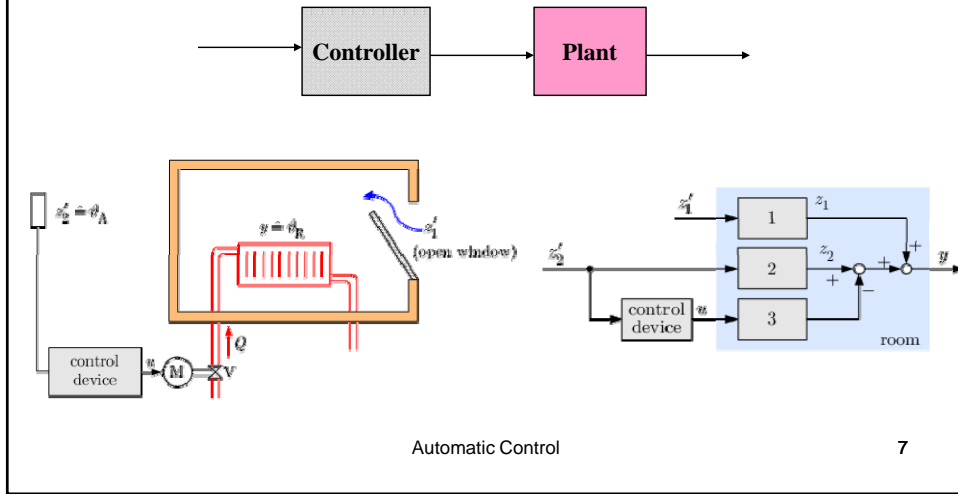 Controller
Plant
z′₂ ≙ ϑ_A
y ≙ ϑ_R
z′₁
(open window)
control
device
u
M
V
Q
z′₁
1
z₁
+
z′₂
2
z₂
+
+
y
−
control
device
u
3
room
Automatic Control
7